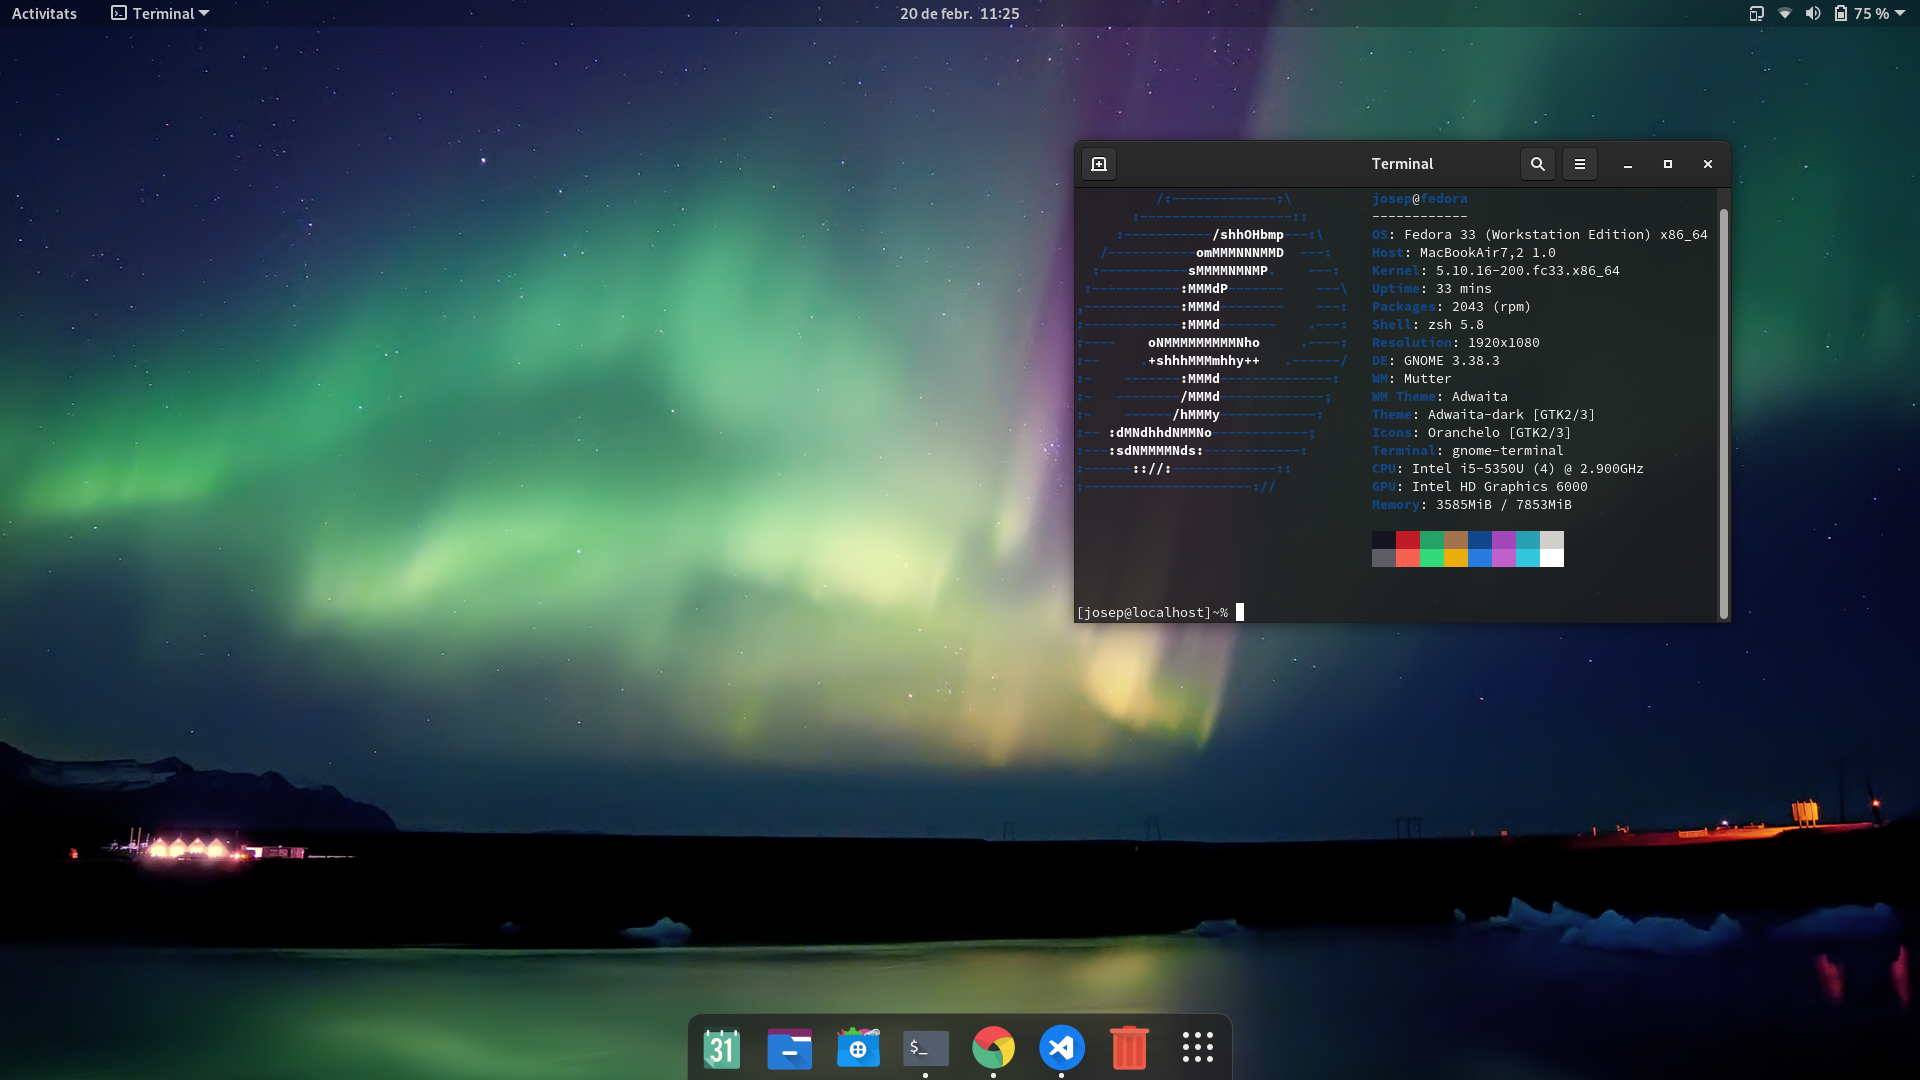 Activitats
Terminal
20 de febr. 11:25
75 %
Terminal
/:-------------:\
:-------------------::
:-----------/shhOHbmp---:\
/-----------omMMMNNNMMD  ---:
:-----------sMMMMNMNMP.    ---:
:-----------:MMMdP-------    ---\
,------------:MMMd--------    ---:
:------------:MMMd-------    .---:
:----    oNMMMMMMMMMNho     .----:
:--     .+shhhMMMmhhy++   .------/
:-    -------:MMMd--------------:
:-   --------/MMMd-------------;
:-    ------/hMMMy------------:
:-- :dMNdhhdNMMNo------------;
:---:sdNMMMMNds:------------:
:------:://:-------------::
:---------------------://
josep@fedora
------------
OS: Fedora 33 (Workstation Edition) x86_64
Host: MacBookAir7,2 1.0
Kernel: 5.10.16-200.fc33.x86_64
Uptime: 33 mins
Packages: 2043 (rpm)
Shell: zsh 5.8
Resolution: 1920x1080
DE: GNOME 3.38.3
WM: Mutter
WM Theme: Adwaita
Theme: Adwaita-dark [GTK2/3]
Icons: Oranchelo [GTK2/3]
Terminal: gnome-terminal
CPU: Intel i5-5350U (4) @ 2.900GHz
GPU: Intel HD Graphics 6000
Memory: 3585MiB / 7853MiB
[josep@localhost]~%
31
$_